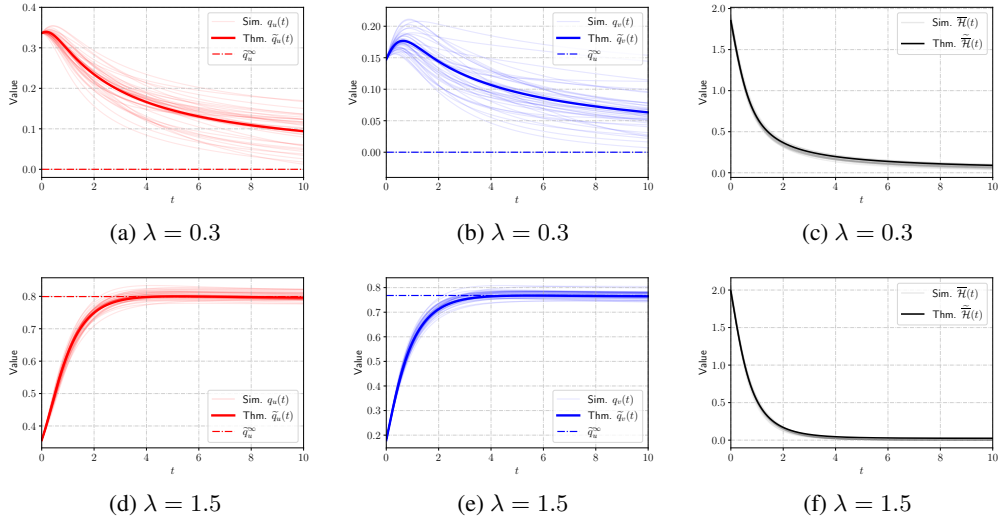 0.4
0.3
0.2
0.1
0.0
Value
0 2 4 6 8 10
t
Sim. q_u(t)
Thm. q̃_u(t)
q̃_u^∞
(a) λ = 0.3
0.20
0.15
0.10
0.05
0.00
Value
0 2 4 6 8 10
t
Sim. q_v(t)
Thm. q̃_v(t)
q̃_u^∞
(b) λ = 0.3
2.0
1.5
1.0
0.5
0.0
Value
0 2 4 6 8 10
t
Sim. ℋ̅(t)
Thm. ℋ̅̃(t)
(c) λ = 0.3
0.8
0.7
0.6
0.5
0.4
Value
0 2 4 6 8 10
t
Sim. q_u(t)
Thm. q̃_u(t)
q̃_u^∞
(d) λ = 1.5
0.8
0.7
0.6
0.5
0.4
0.3
0.2
Value
0 2 4 6 8 10
t
Sim. q_v(t)
Thm. q̃_v(t)
q̃_u^∞
(e) λ = 1.5
2.0
1.5
1.0
0.5
0.0
Value
0 2 4 6 8 10
t
Sim. ℋ̅(t)
Thm. ℋ̅̃(t)
(f) λ = 1.5